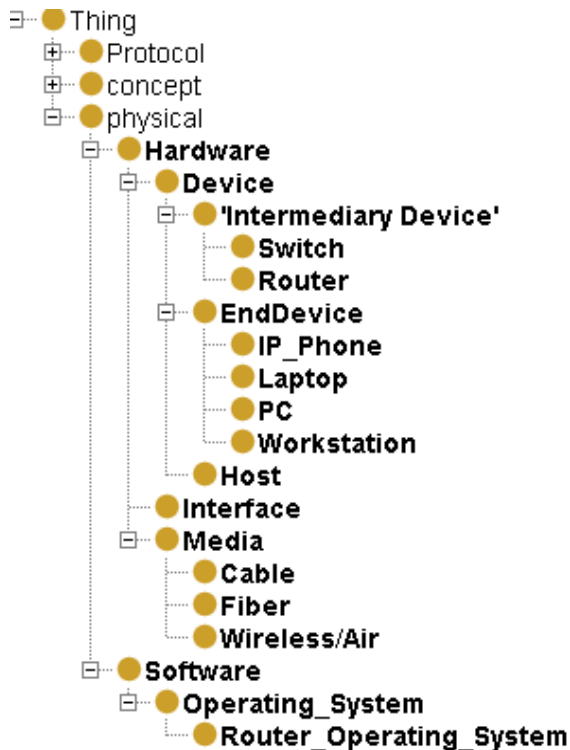 Thing
Protocol
concept
physical
Hardware
Device
'Intermediary Device'
Switch
Router
EndDevice
IP_Phone
Laptop
PC
Workstation
Host
Interface
Media
Cable
Fiber
Wireless/Air
Software
Operating_System
Router_Operating_System